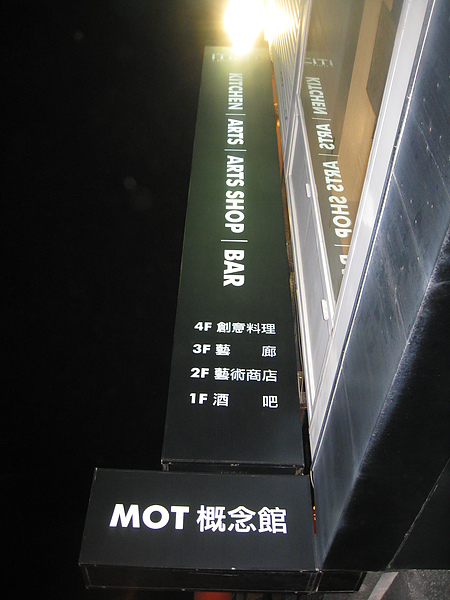 KITCHEN | ARTS | ARTS SHOP | BAR
4F 創意料理
3F 藝 廊
2F 藝術商店
1F 酒 吧
MOT 概念館